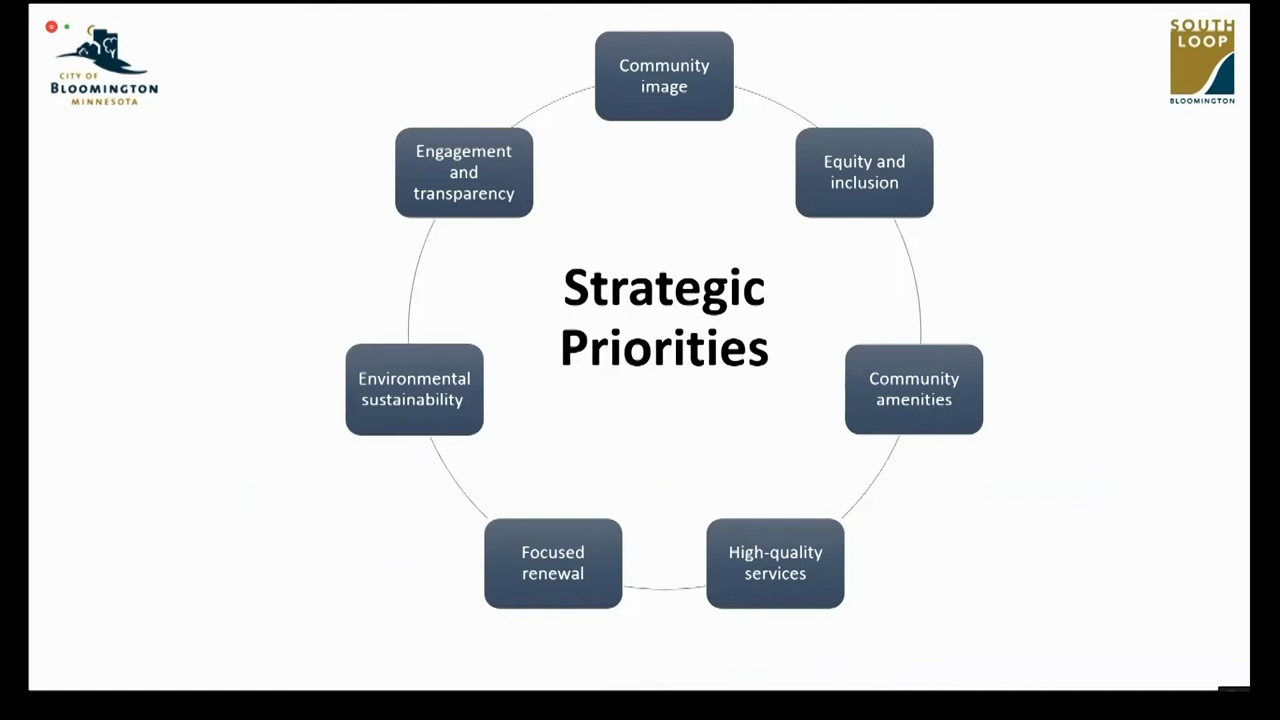 CITY OF
BLOOMINGTON
MINNESOTA
SOUTH
LOOP
BLOOMINGTON
Community
image
Equity and
inclusion
Community
amenities
High-quality
services
Focused
renewal
Environmental
sustainability
Engagement
and
transparency
Strategic
Priorities